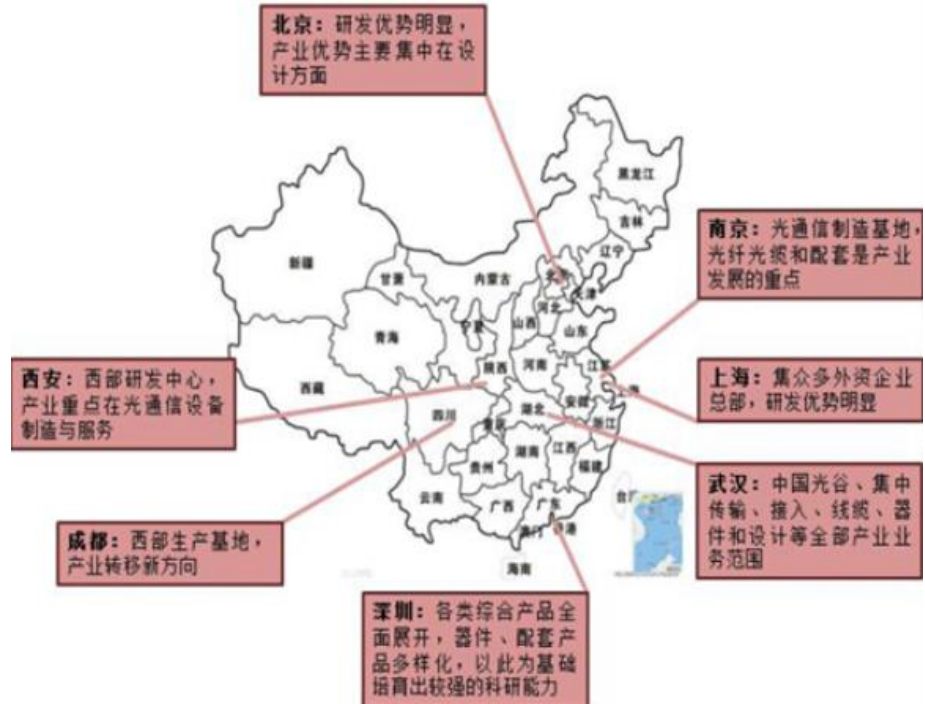 北京：研发优势明显，
产业优势主要集中在设
计方面
黑龙江
吉林
辽宁
新疆
甘肃
内蒙古
北京
天津
河北
山西
宁夏
青海
山东
南京：光通信制造基地，
光纤光缆和配套是产业
发展的重点
西安：西部研发中心，
产业重点在光通信设备
制造与服务
西藏
陕西
河南
江苏
上海：集众多外资企业
总部，研发优势明显
四川
重庆
湖北
安徽
浙江
湖南
江西
贵州
福建
云南
广西
广东
香港
澳门
海南
武汉：中国光谷、集中
传输、接入、线缆、器
件和设计等全部产业业
务范围
成都：西部生产基地，
产业转移新方向
深圳：各类综合产品全
面展开，器件、配套产
品多样化，以此为基础
培育出较强的科研能力